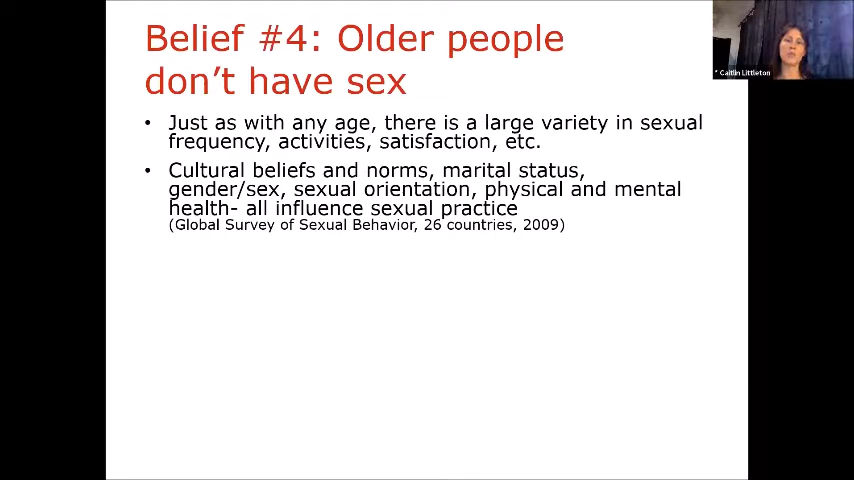 Belief #4: Older people
don't have sex
• Just as with any age, there is a large variety in sexual
frequency, activities, satisfaction, etc.
• Cultural beliefs and norms, marital status,
gender/sex, sexual orientation, physical and mental
health- all influence sexual practice
(Global Survey of Sexual Behavior, 26 countries, 2009)
* Caitlin Littleton